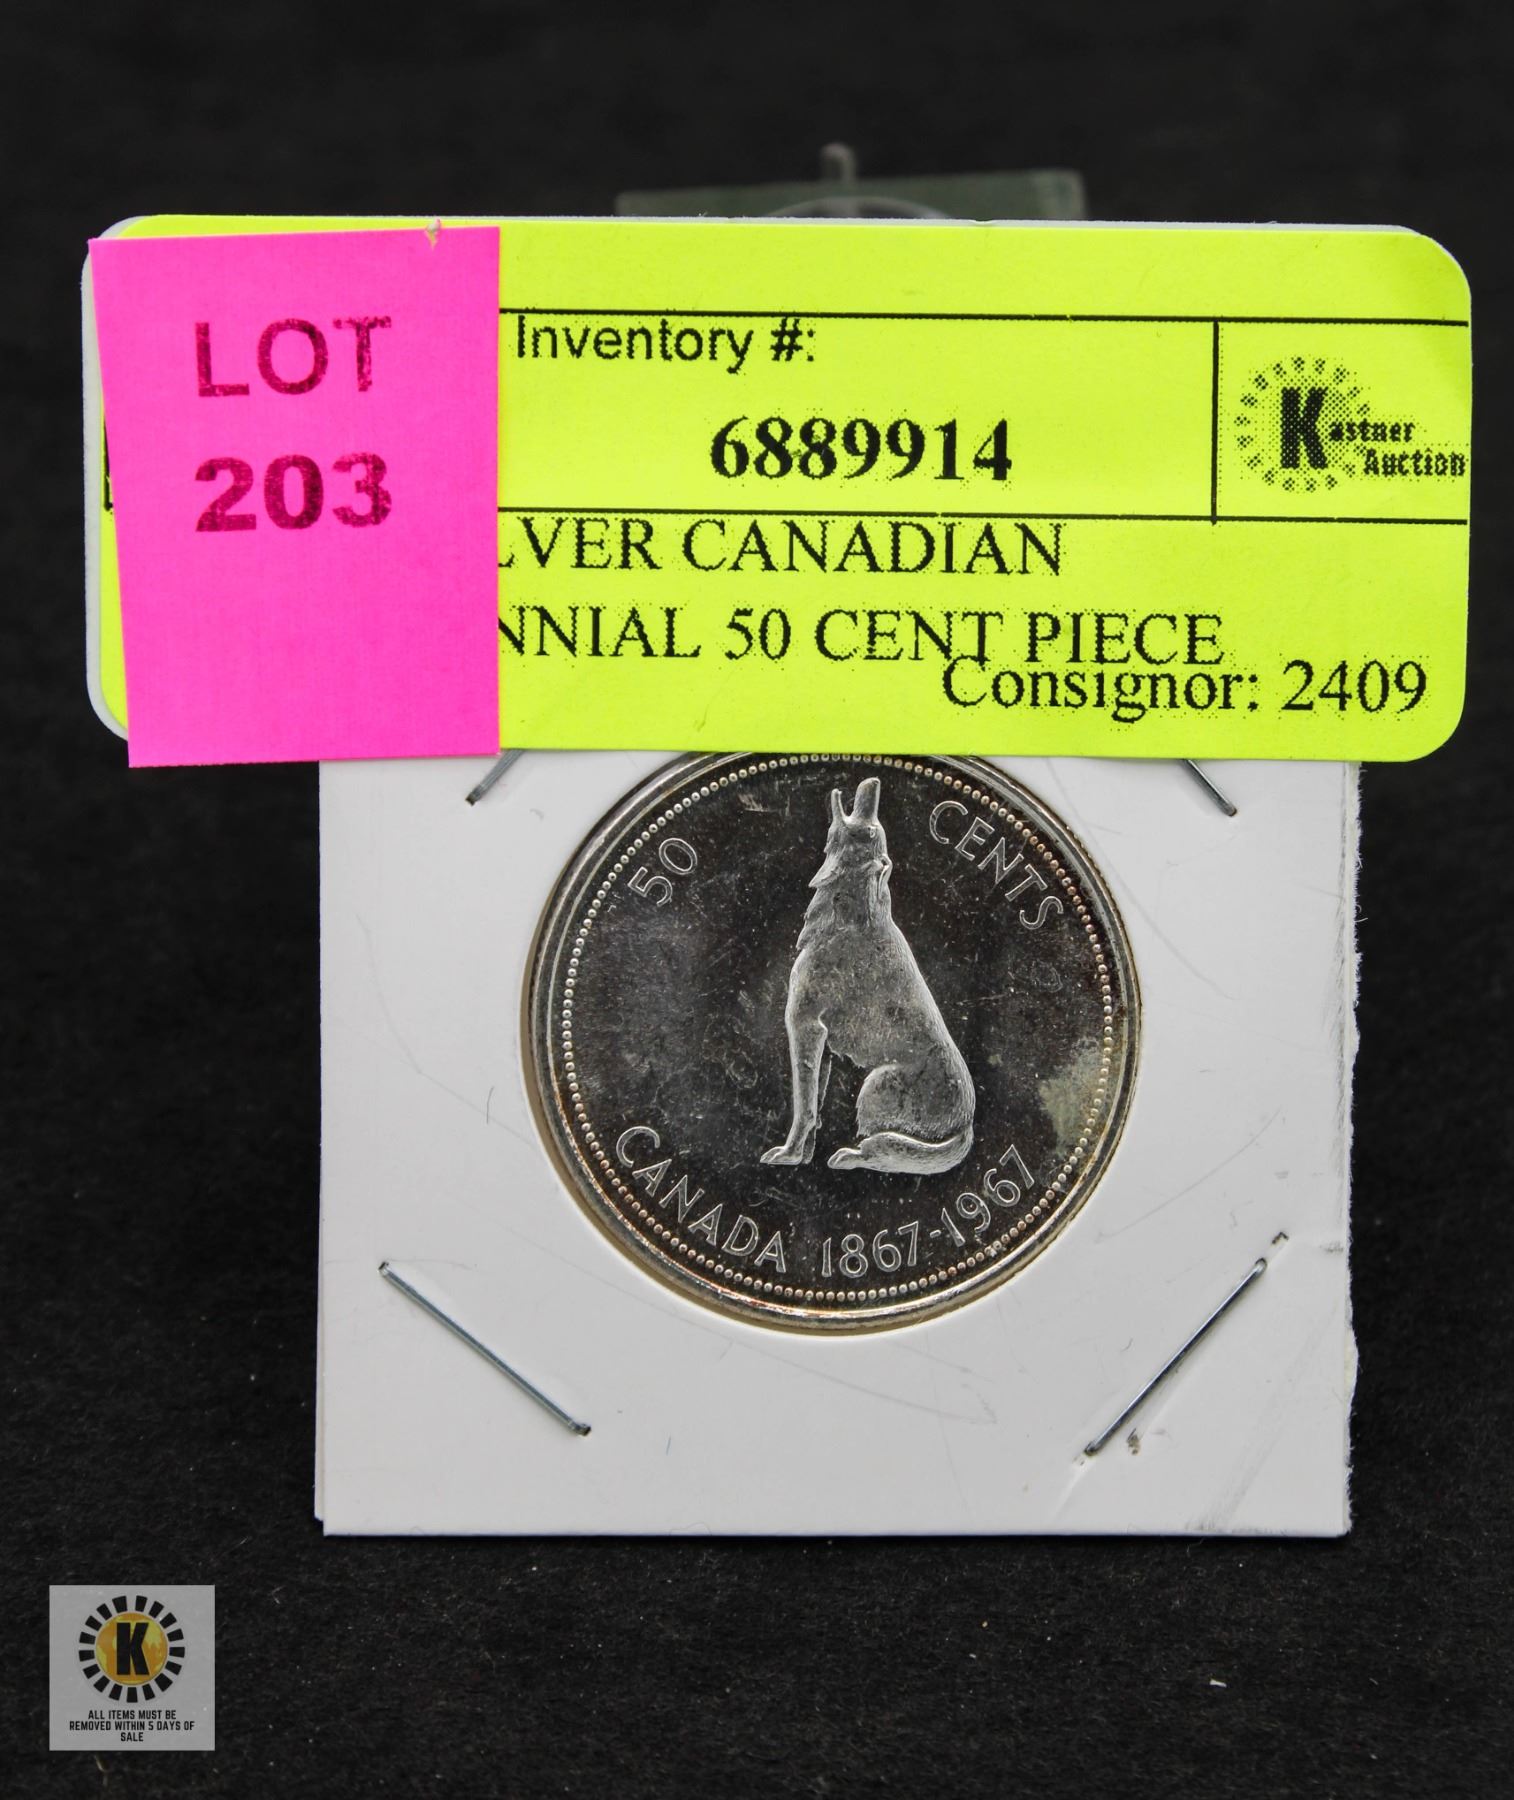 LOT
203
Inventory #:
6889914
Kastner
Auction
LVER CANADIAN
NNIAL 50 CENT PIECE
Consignor: 2409
50 CENTS
CANADA 1867-1967
K
ALL ITEMS MUST BE
REMOVED WITHIN 5 DAYS OF
SALE